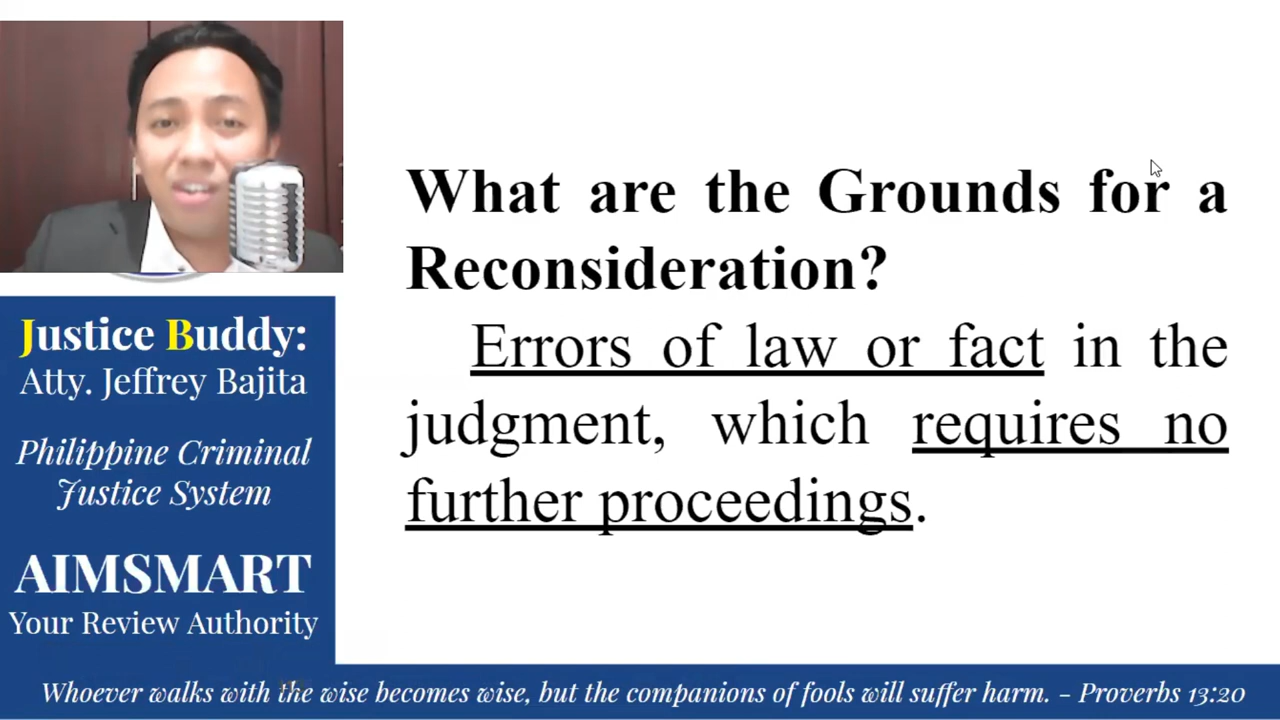 What are the Grounds for a
Reconsideration?
Errors of law or fact in the
judgment, which requires no
further proceedings.
Justice Buddy:
Atty. Jeffrey Bajita
Philippine Criminal
Justice System
AIMSMART
Your Review Authority
Whoever walks with the wise becomes wise, but the companions of fools will suffer harm. – Proverbs 13:20